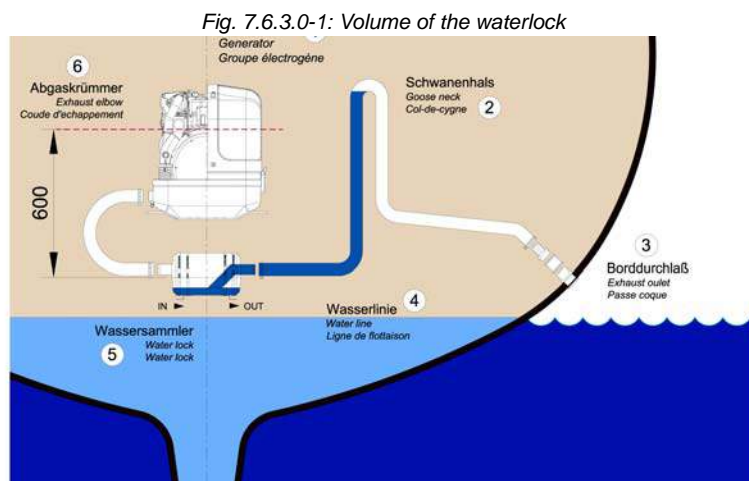 Fig. 7.6.3.0-1: Volume of the waterlock
Generator
Groupe électrogène
6
Abgaskrümmer
Exhaust elbow
Coude d'echappement
Schwanenhals
Goose neck
Col-de-cygne
2
600
3
Borddurchlaß
Exhaust oulet
Passe coque
IN
OUT
Wasserlinie
Water line
Ligne de flottaison
4
Wassersammler
Water lock
Water lock
5